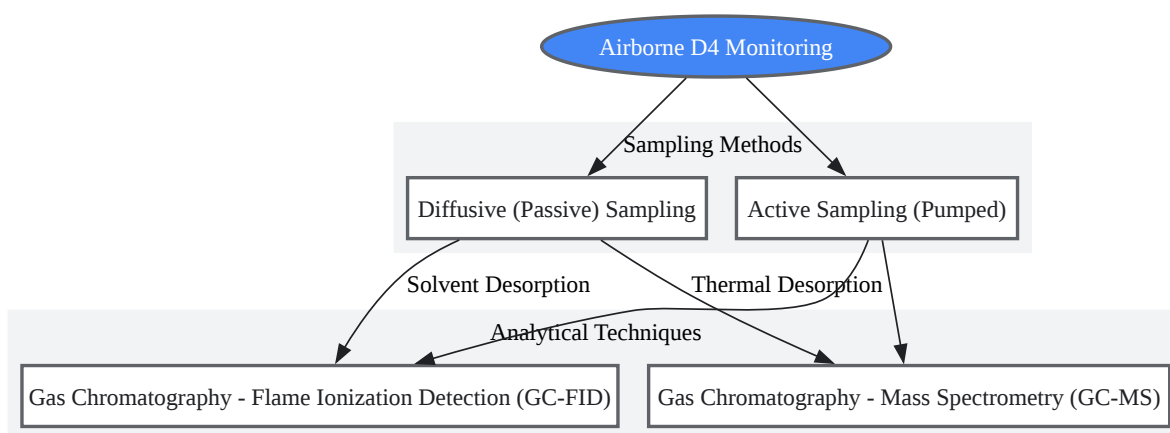 Airborne D4 Monitoring
Sampling Methods
Diffusive (Passive) Sampling
Active Sampling (Pumped)
Solvent Desorption
Thermal Desorption
Analytical Techniques
Gas Chromatography - Flame Ionization Detection (GC-FID)
Gas Chromatography - Mass Spectrometry (GC-MS)